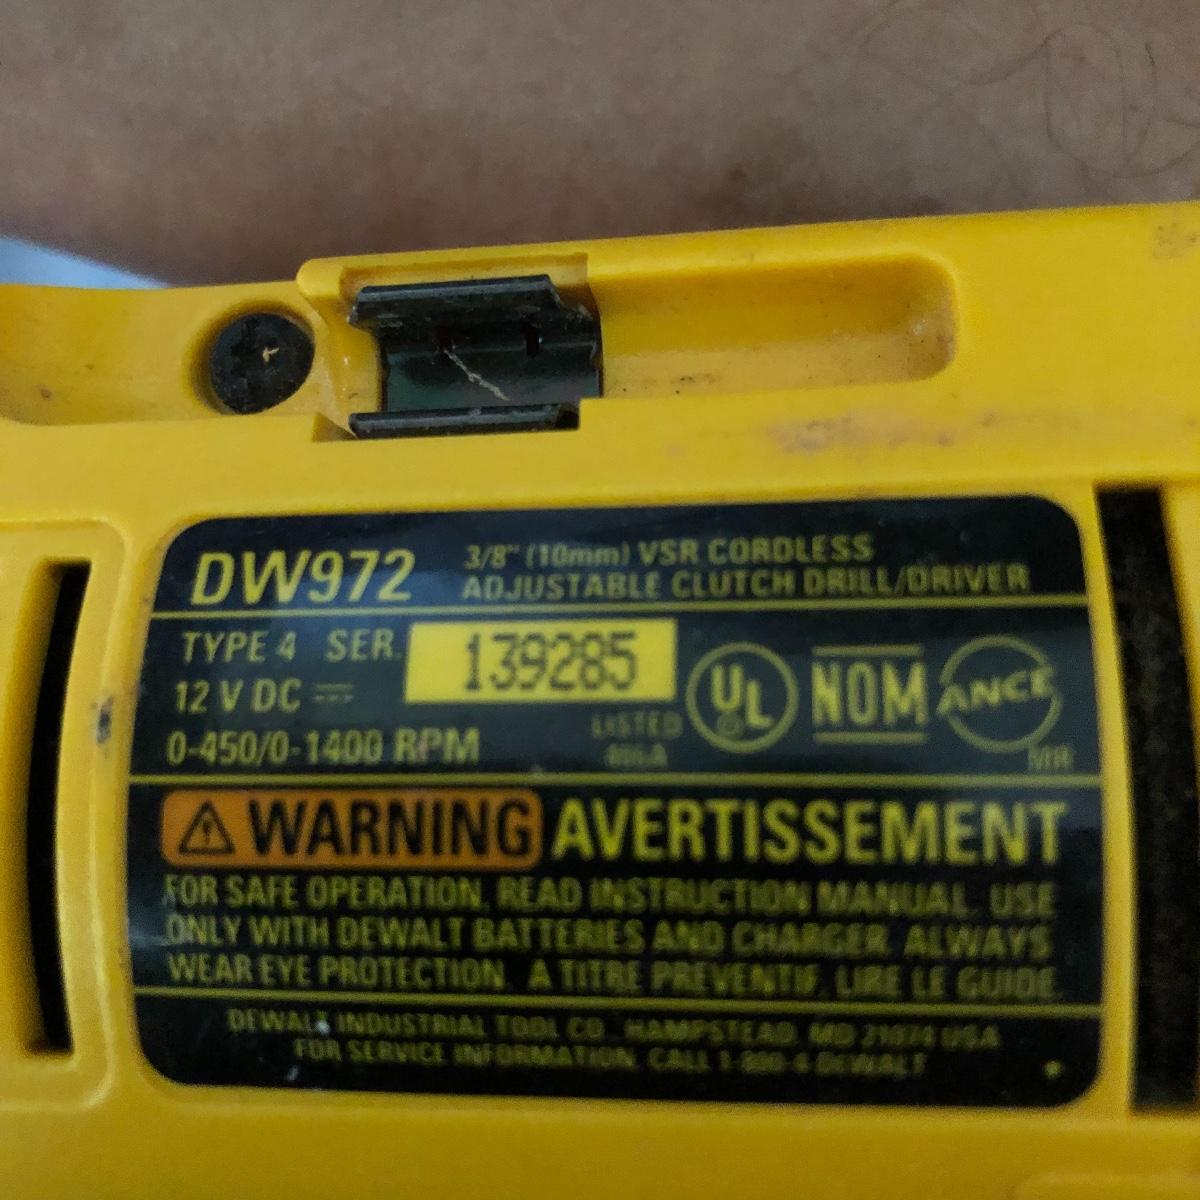 DW972
3/8" (10mm) VSR CORDLESS
ADJUSTABLE CLUTCH DRILL/DRIVER
TYPE 4 SER. 139285
12 V DC
0-450/0-1400 RPM
LISTED
UL
NOM
ANCE
WARNING AVERTISSEMENT
FOR SAFE OPERATION, READ INSTRUCTION MANUAL. USE
ONLY WITH DEWALT BATTERIES AND CHARGER. ALWAYS
WEAR EYE PROTECTION. A TITRE PREVENTIF, LIRE LE GUIDE.
DEWALT INDUSTRIAL TOOL CO., HAMPSTEAD, MD 21074 USA
FOR SERVICE INFORMATION, CALL 1-800-4-DEWALT